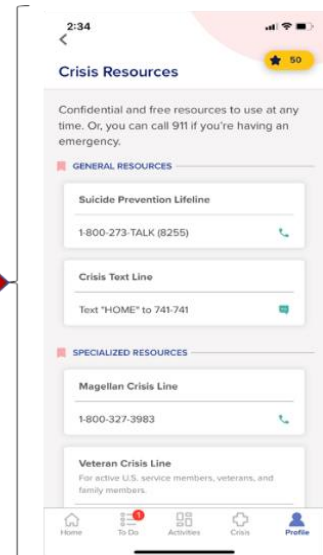 2:34
50
Crisis Resources
Confidential and free resources to use at any
time. Or, you can call 911 if you're having an
emergency.
GENERAL RESOURCES
Suicide Prevention Lifeline
1-800-273-TALK (8255)
Crisis Text Line
Text "HOME" to 741-741
SPECIALIZED RESOURCES
Magellan Crisis Line
1-800-327-3983
Veteran Crisis Line
For active U.S. service members, veterans, and
family members.
1
Home To Do Activities Crisis Profile